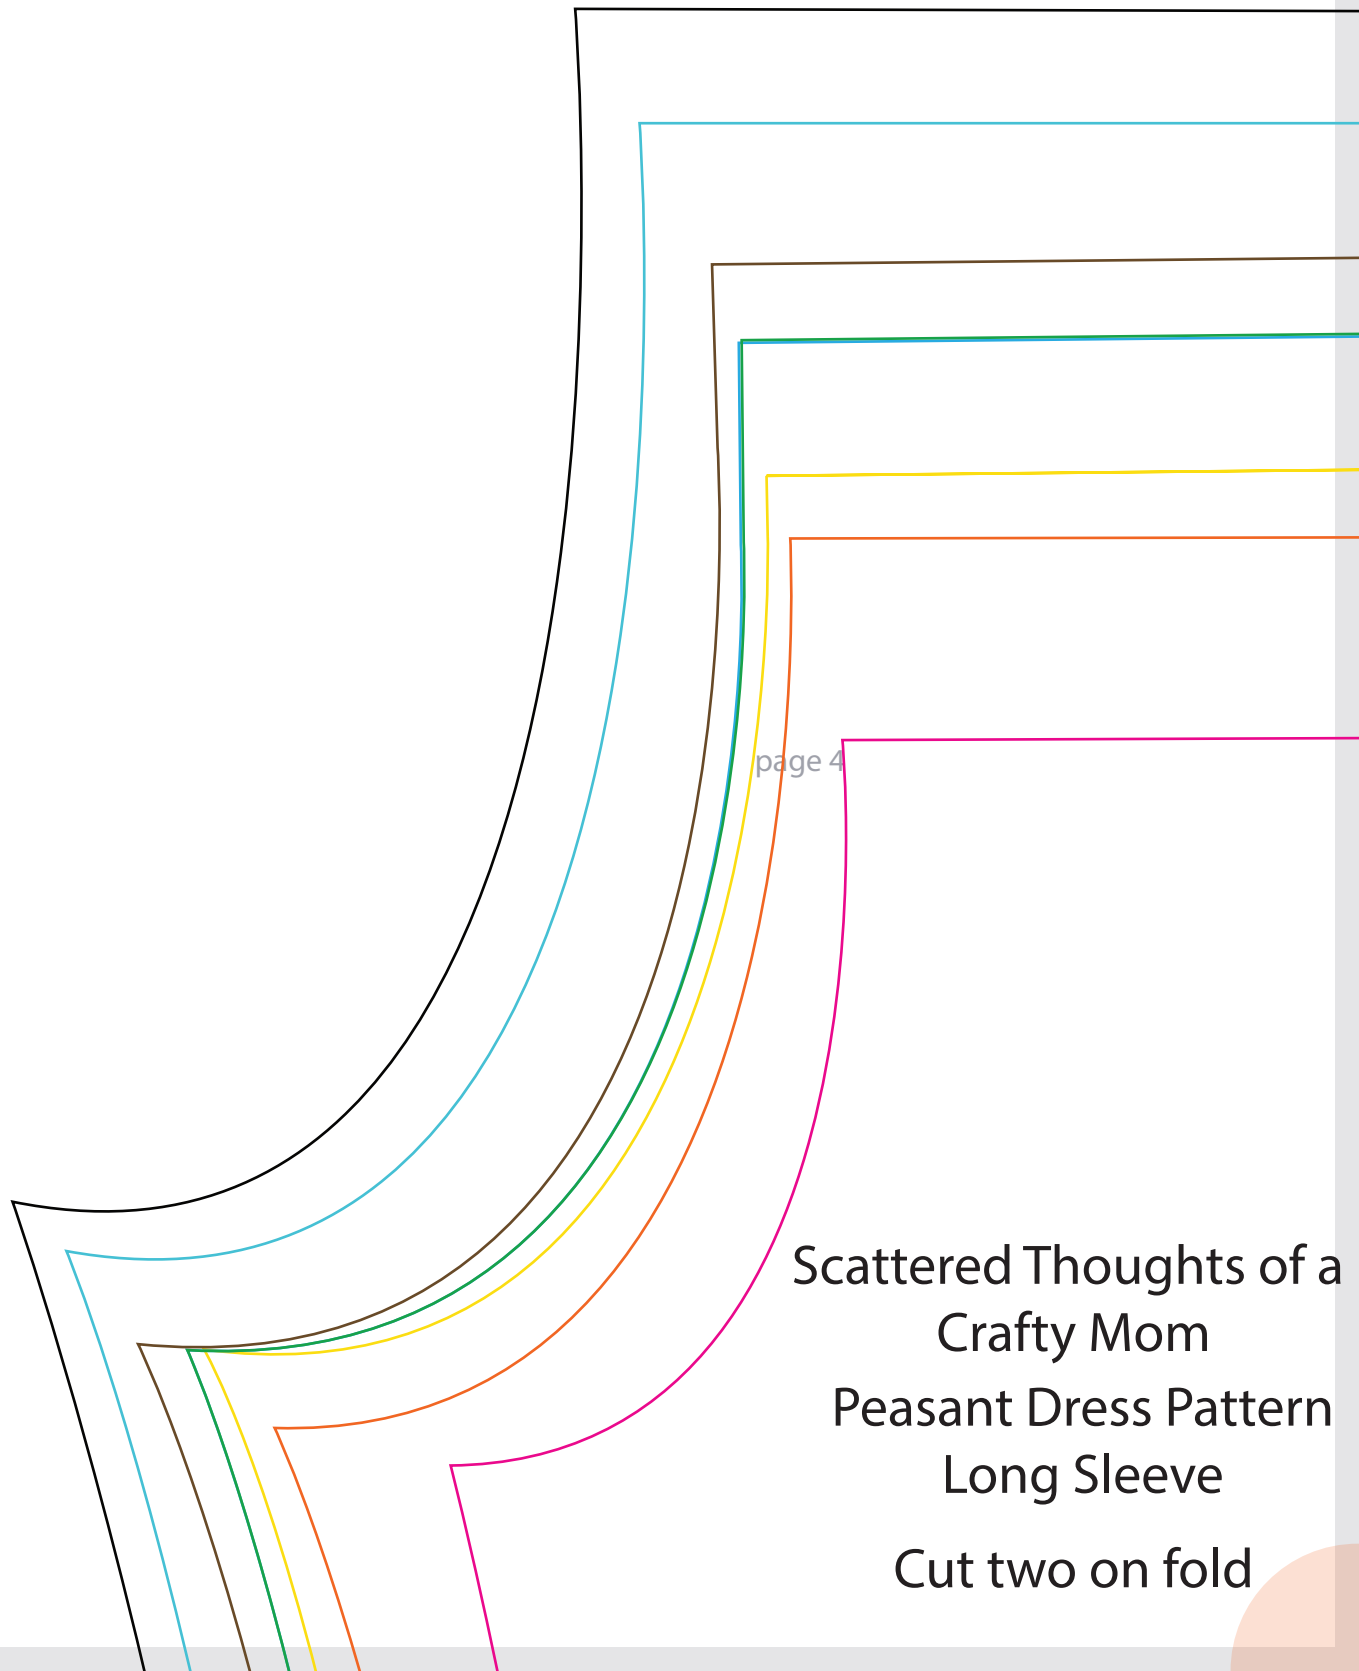 page 4
Scattered Thoughts of a
Crafty Mom
Peasant Dress Pattern
Long Sleeve
Cut two on fold